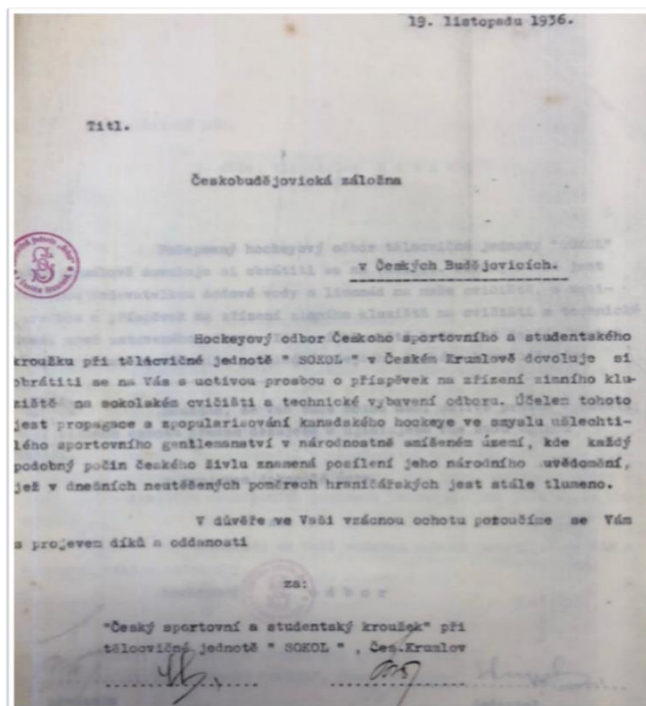 19. listopadu 1936.
Titl.
Českobudějovická záložna
v Českých Budějovicích.
Hockeyový odbor Českoho sportovního a studentského
kroužku při tělocvičné jednotě " SOKOL " v Českém Krumlově dovoluje si
obrátiti se na Vás s uctivou prosbou o příspěvek na zřízení zimního klu-
ziště na sokolském cvičišti a technické vybavení odboru. Účelem tohoto
jest propagace a zpopularisování kanadského hockeye ve smyslu ušlechti-
lého sportovního gentlemanství v národnostně smíšeném území, kde každý
podobný počin českého živlu znamená posílení jeho národního uvědomění,
jež v dnešních neutěšených poměrech hraničářských jest stále tlumeno.
V důvěře ve Vaši vzácnou ochotu poroučíme se Vám
s projevem díků a oddanosti
za:
"Český sportovní a studentský kroužek" při
tělocvičné jednotě " SOKOL " , Čes.Krumlov